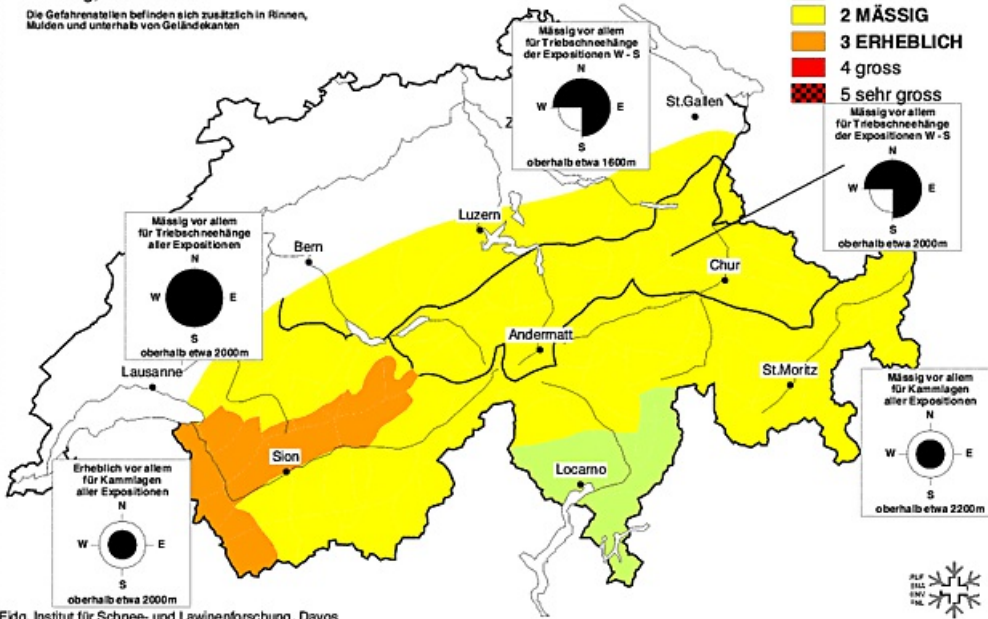 Die Gefahrenstellen befinden sich zusätzlich in Rinnen,
Mulden und unterhalb von Geländekanten
2 MÄSSIG
3 ERHEBLICH
4 gross
5 sehr gross
Mässig vor allem
für Triebschneehänge
der Expositionen W - S
N
W
E
S
oberhalb etwa 1600m
St.Gallen
Mässig vor allem
für Triebschneehänge
der Expositionen W - S
N
W
E
S
oberhalb etwa 2000m
Mässig vor allem
für Triebschneehänge
aller Expositionen
N
W
E
S
oberhalb etwa 2000m
Luzern
Bern
Chur
Andermatt
Lausanne
St.Moritz
Mässig vor allem
für Kammlagen
aller Expositionen
N
W
E
S
oberhalb etwa 2200m
Sion
Locarno
Erheblich vor allem
für Kammlagen
aller Expositionen
N
W
E
S
oberhalb etwa 2000m
Eidg. Institut für Schnee- und Lawinenforschung, Davos